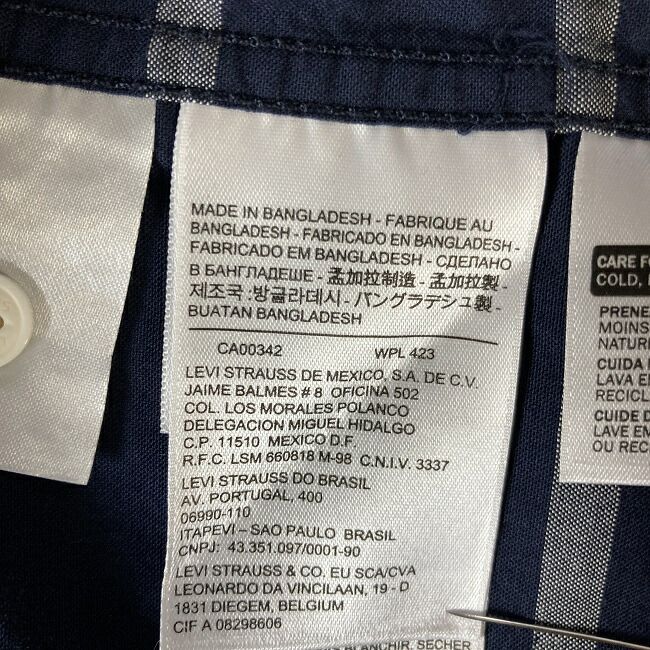 MADE IN BANGLADESH - FABRIQUE AU
BANGLADESH - FABRICADO EN BANGLADESH -
FABRICADO EM BANGLADESH - СДЕЛАНО
В БАНГЛАДЕШЕ - 孟加拉制造 - 孟加拉製 -
제조국:방글라데시 - バングラデシュ製 -
BUATAN BANGLADESH
CA00342 WPL 423
LEVI STRAUSS DE MEXICO, S.A. DE C.V.
JAIME BALMES # 8 OFICINA 502
COL. LOS MORALES POLANCO
DELEGACION MIGUEL HIDALGO
C.P. 11510 MEXICO D.F.
R.F.C. LSM 660818 M-98 C.N.I.V. 3337
LEVI STRAUSS DO BRASIL
AV. PORTUGAL, 400
06990-110
ITAPEVI – SAO PAULO BRASIL
CNPJ: 43.351.097/0001-90
LEVI STRAUSS & CO. EU SCA/CVA
LEONARDO DA VINCILAAN, 19 - D
1831 DIEGEM, BELGIUM
CIF A 08298606
BLANCHIR. SÉCHER
CARE FO
COLD,
PRENE
MOINS
NATUR
CUIDA
LAVA E
RECICL
CUIDE D
LAVE EM
OU REC